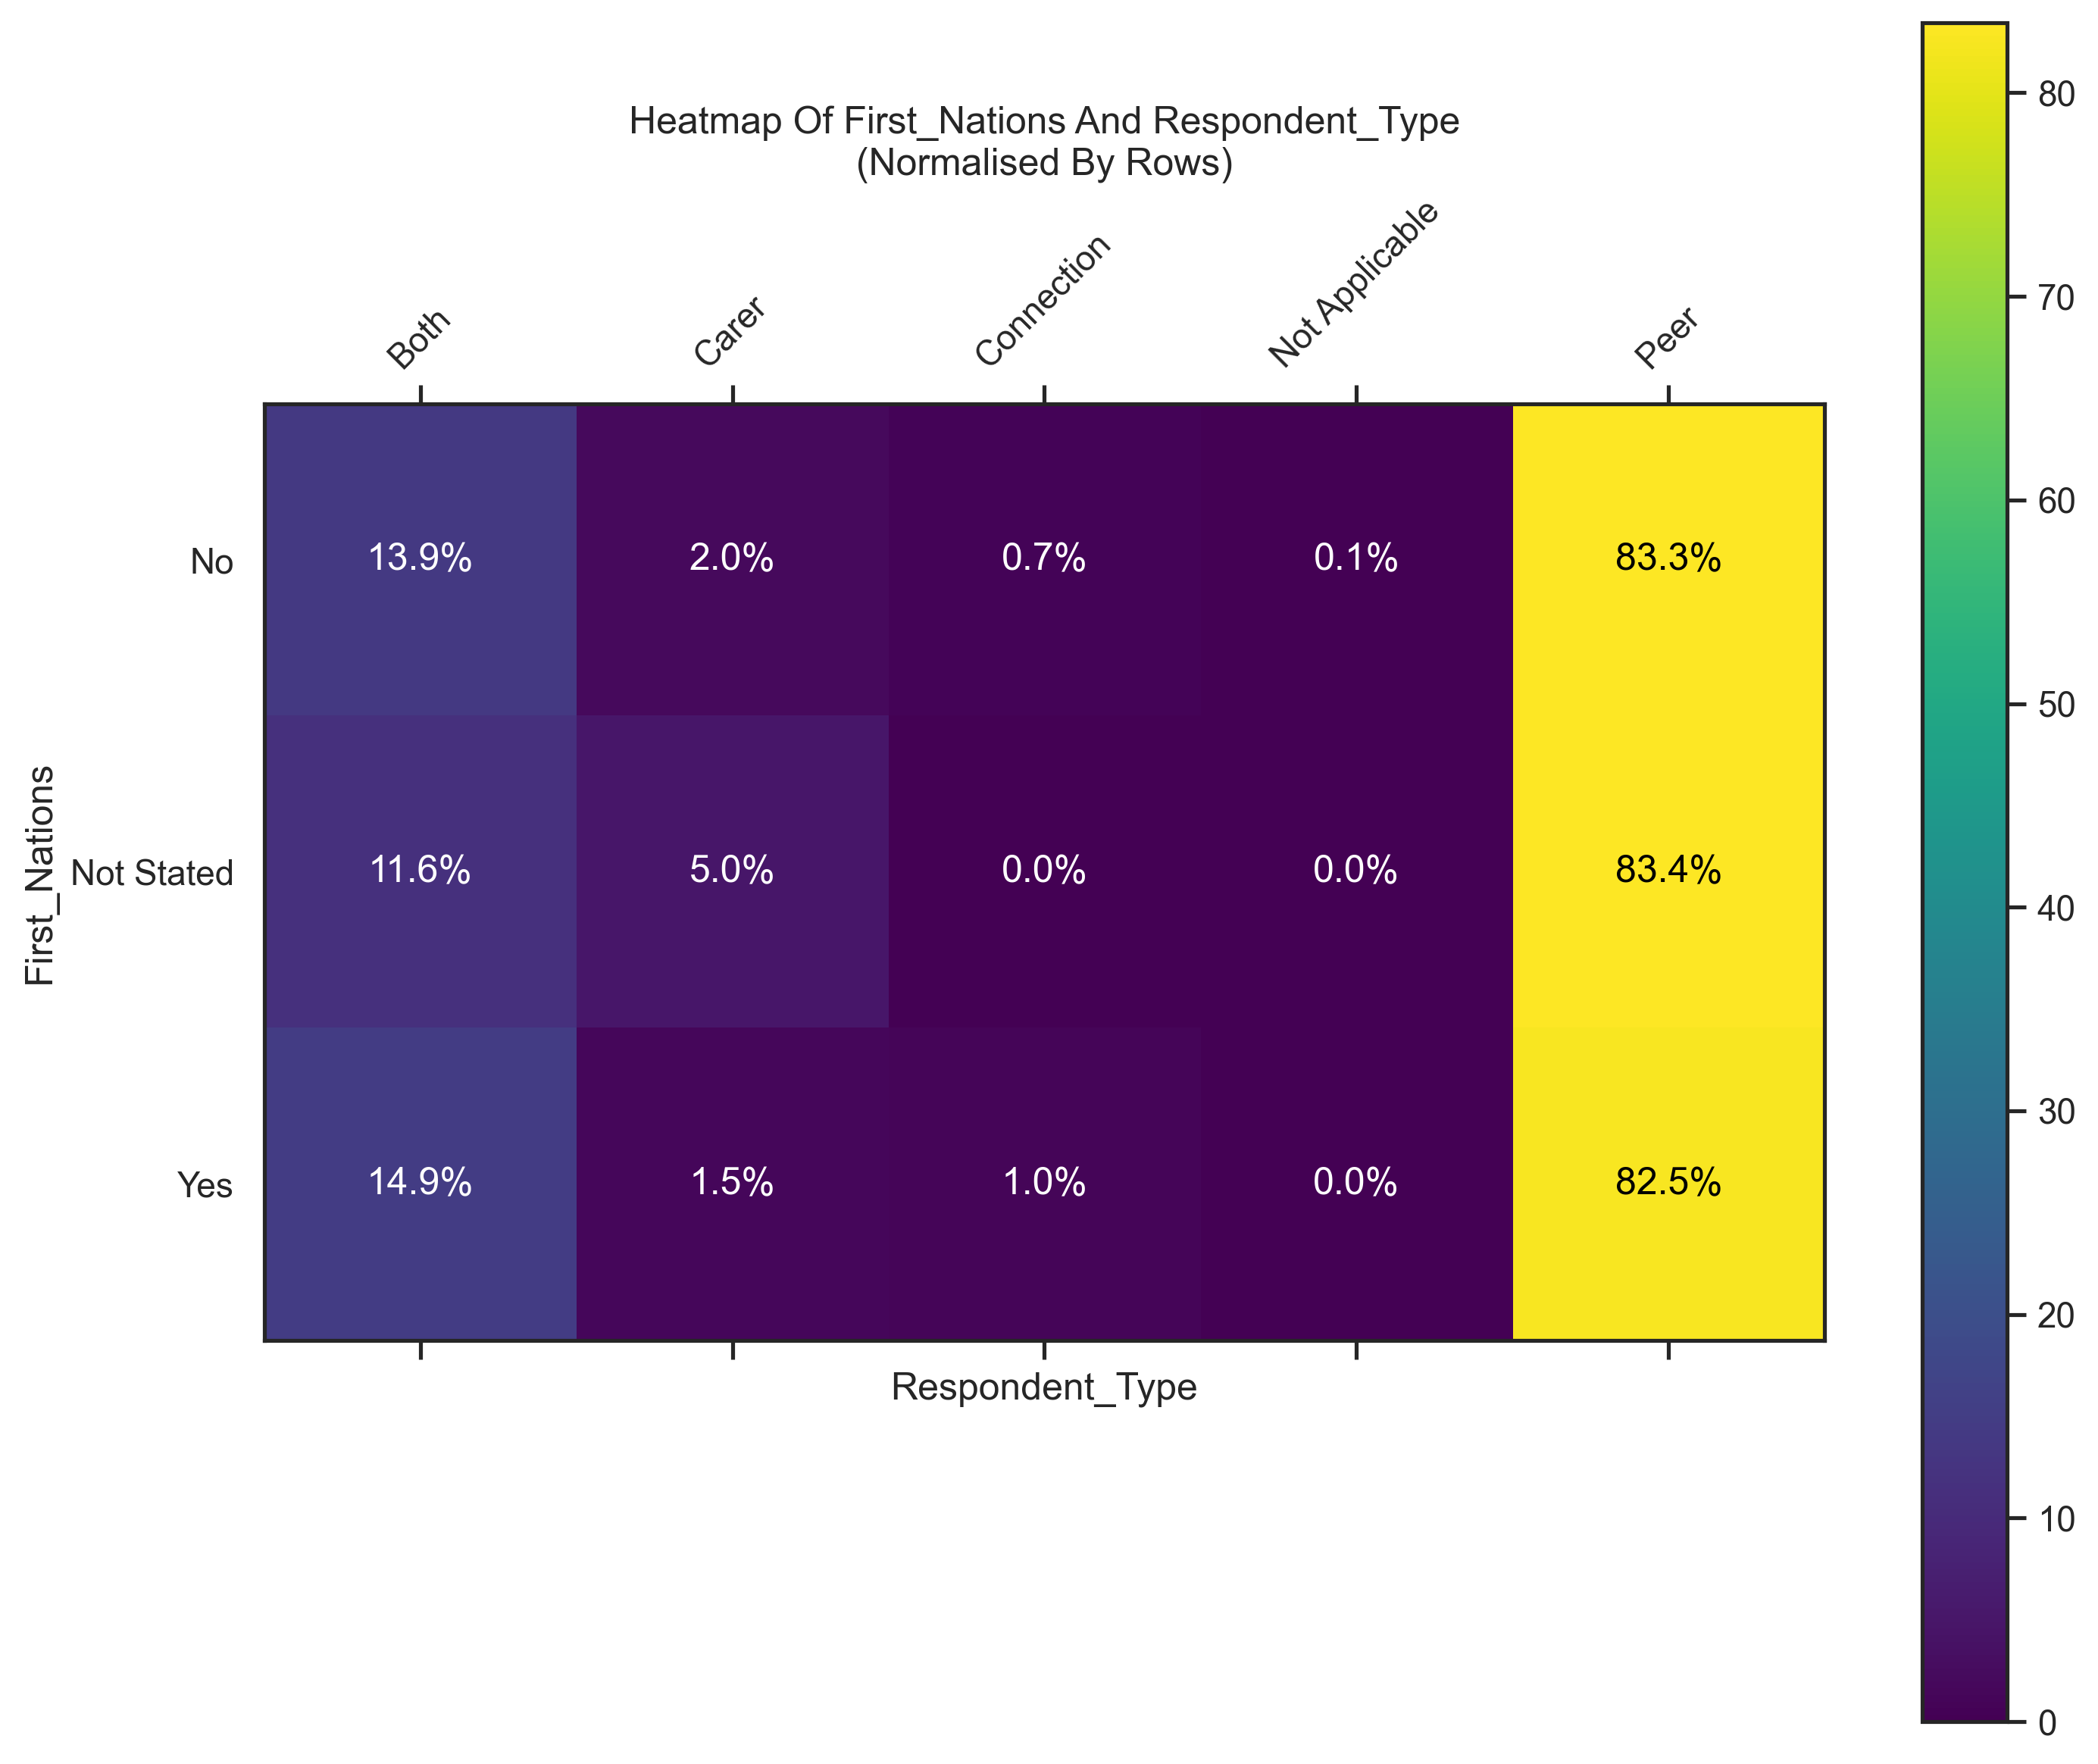 Heatmap Of First_Nations And Respondent_Type
(Normalised By Rows)
Both
Carer
Connection
Not Applicable
Peer
First_Nations
No
13.9%
2.0%
0.7%
0.1%
83.3%
Not Stated
11.6%
5.0%
0.0%
0.0%
83.4%
Yes
14.9%
1.5%
1.0%
0.0%
82.5%
Respondent_Type
80
70
60
50
40
30
20
10
0